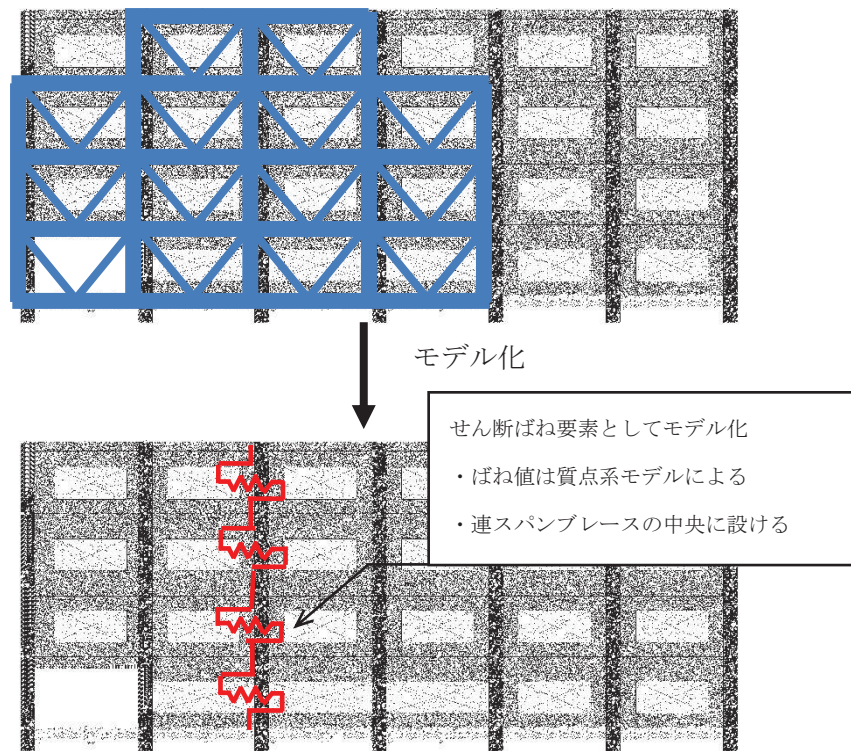 モデル化
せん断ばね要素としてモデル化
・ばね値は質点系モデルによる
・連スパンブレースの中央に設ける